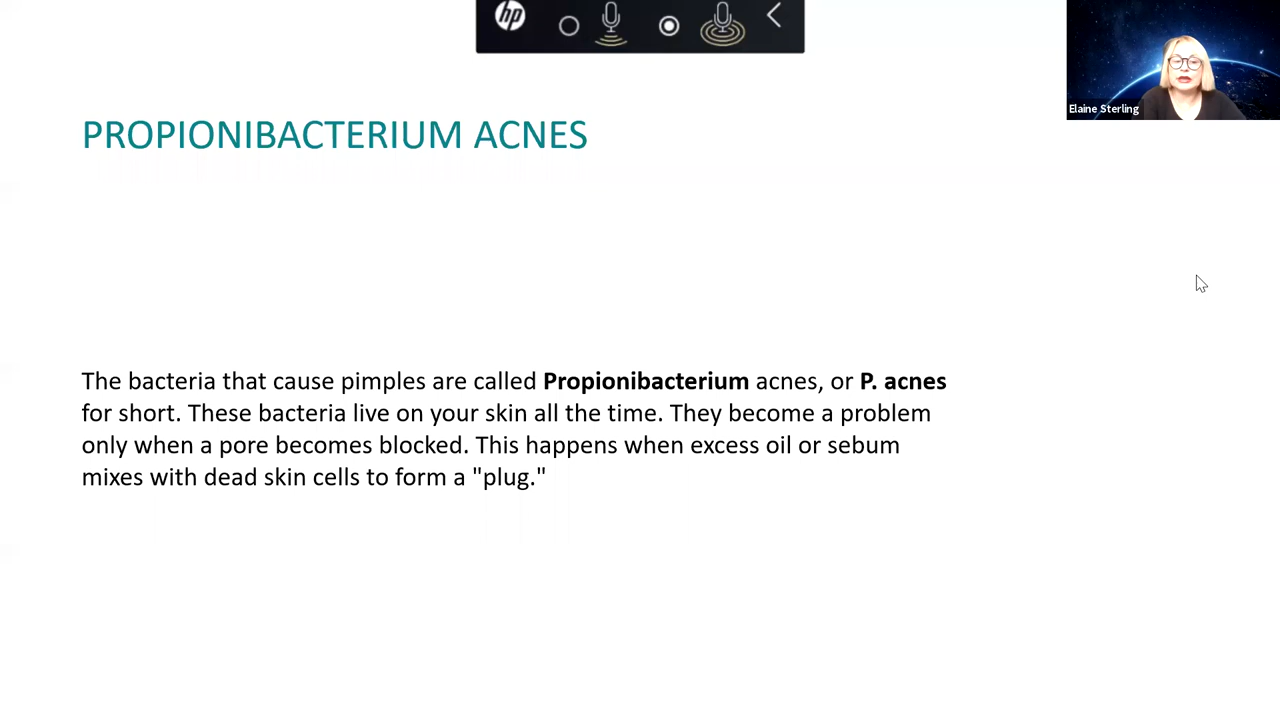 hp
Elaine Sterling
PROPIONIBACTERIUM ACNES
The bacteria that cause pimples are called Propionibacterium acnes, or P. acnes
for short. These bacteria live on your skin all the time. They become a problem
only when a pore becomes blocked. This happens when excess oil or sebum
mixes with dead skin cells to form a "plug."